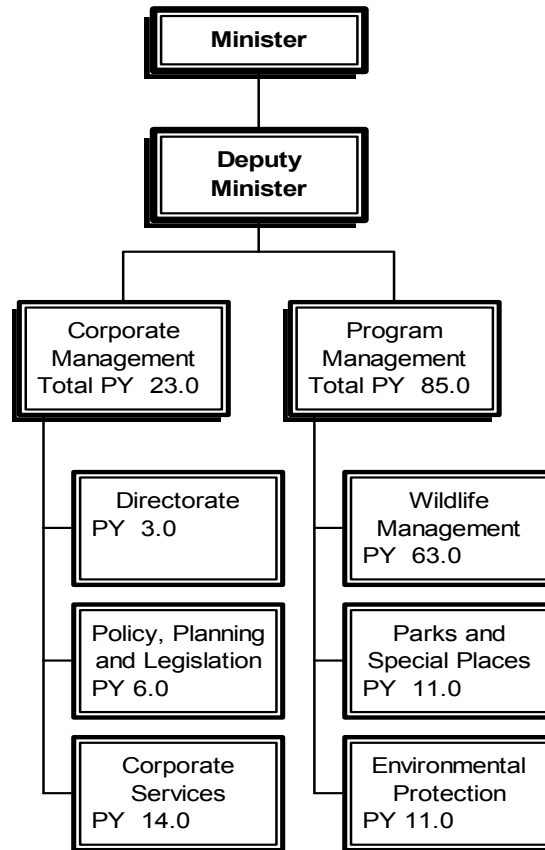 Minister
Deputy
Minister
Corporate
Management
Total PY 23.0
Program
Management
Total PY 85.0
Directorate
PY 3.0
Policy, Planning
and Legislation
PY 6.0
Corporate
Services
PY 14.0
Wildlife
Management
PY 63.0
Parks and
Special Places
PY 11.0
Environmental
Protection
PY 11.0